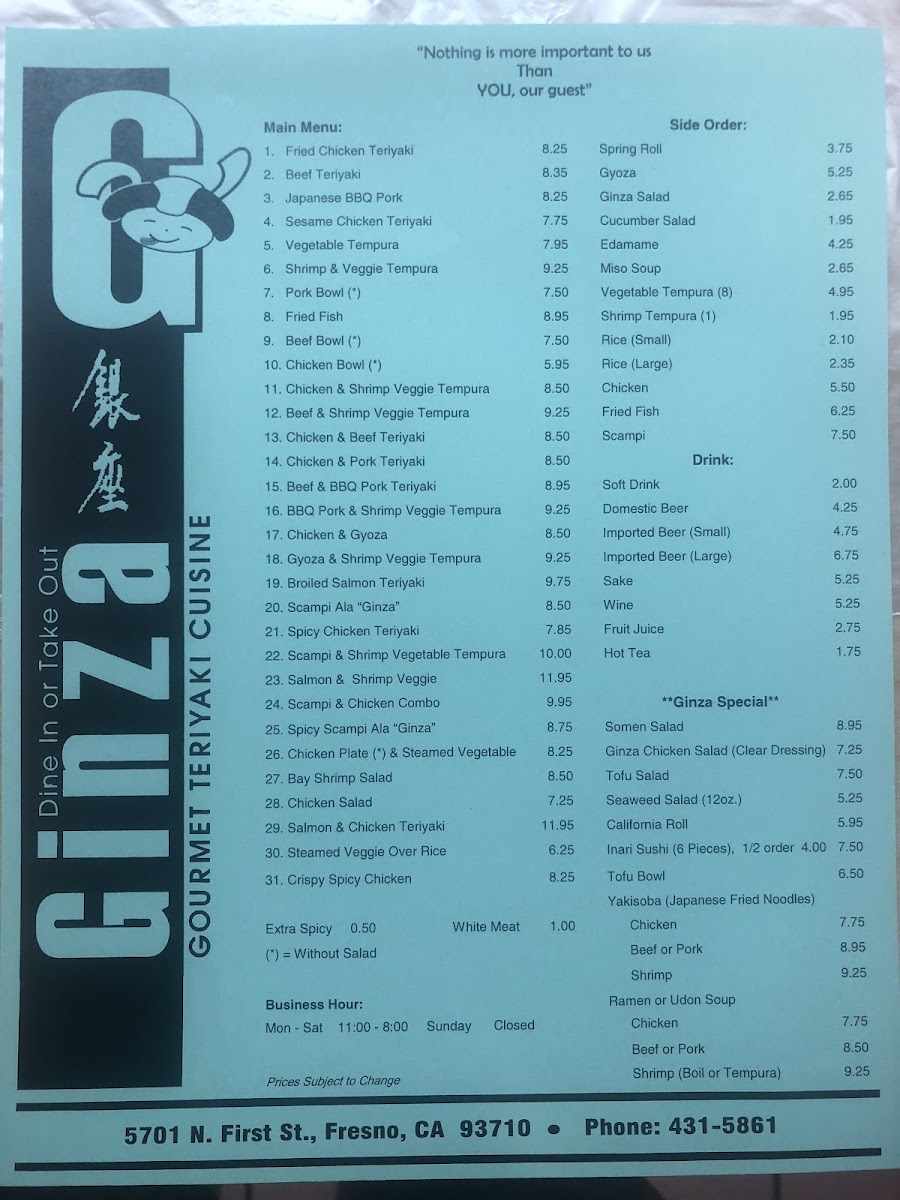 "Nothing is more important to us
Than
YOU, our guest"
G
銀座
Ginza
Dine In or Take Out
GOURMET TERIYAKI CUISINE
Main Menu:
1. Fried Chicken Teriyaki 8.25
2. Beef Teriyaki 8.35
3. Japanese BBQ Pork 8.25
4. Sesame Chicken Teriyaki 7.75
5. Vegetable Tempura 7.95
6. Shrimp & Veggie Tempura 9.25
7. Pork Bowl (*) 7.50
8. Fried Fish 8.95
9. Beef Bowl (*) 7.50
10. Chicken Bowl (*) 5.95
11. Chicken & Shrimp Veggie Tempura 8.50
12. Beef & Shrimp Veggie Tempura 9.25
13. Chicken & Beef Teriyaki 8.50
14. Chicken & Pork Teriyaki 8.50
15. Beef & BBQ Pork Teriyaki 8.95
16. BBQ Pork & Shrimp Veggie Tempura 9.25
17. Chicken & Gyoza 8.50
18. Gyoza & Shrimp Veggie Tempura 9.25
19. Broiled Salmon Teriyaki 9.75
20. Scampi Ala "Ginza" 8.50
21. Spicy Chicken Teriyaki 7.85
22. Scampi & Shrimp Vegetable Tempura 10.00
23. Salmon & Shrimp Veggie 11.95
24. Scampi & Chicken Combo 9.95
25. Spicy Scampi Ala "Ginza" 8.75
26. Chicken Plate (*) & Steamed Vegetable 8.25
27. Bay Shrimp Salad 8.50
28. Chicken Salad 7.25
29. Salmon & Chicken Teriyaki 11.95
30. Steamed Veggie Over Rice 6.25
31. Crispy Spicy Chicken 8.25
Extra Spicy 0.50 White Meat 1.00
(*) = Without Salad
Business Hour:
Mon - Sat 11:00 - 8:00 Sunday Closed
Prices Subject to Change
Side Order:
Spring Roll 3.75
Gyoza 5.25
Ginza Salad 2.65
Cucumber Salad 1.95
Edamame 4.25
Miso Soup 2.65
Vegetable Tempura (8) 4.95
Shrimp Tempura (1) 1.95
Rice (Small) 2.10
Rice (Large) 2.35
Chicken 5.50
Fried Fish 6.25
Scampi 7.50
Drink:
Soft Drink 2.00
Domestic Beer 4.25
Imported Beer (Small) 4.75
Imported Beer (Large) 6.75
Sake 5.25
Wine 5.25
Fruit Juice 2.75
Hot Tea 1.75
**Ginza Special**
Somen Salad 8.95
Ginza Chicken Salad (Clear Dressing) 7.25
Tofu Salad 7.50
Seaweed Salad (12oz.) 5.25
California Roll 5.95
Inari Sushi (6 Pieces), 1/2 order 4.00 7.50
Tofu Bowl 6.50
Yakisoba (Japanese Fried Noodles)
Chicken 7.75
Beef or Pork 8.95
Shrimp 9.25
Ramen or Udon Soup
Chicken 7.75
Beef or Pork 8.50
Shrimp (Boil or Tempura) 9.25
5701 N. First St., Fresno, CA 93710 ● Phone: 431-5861